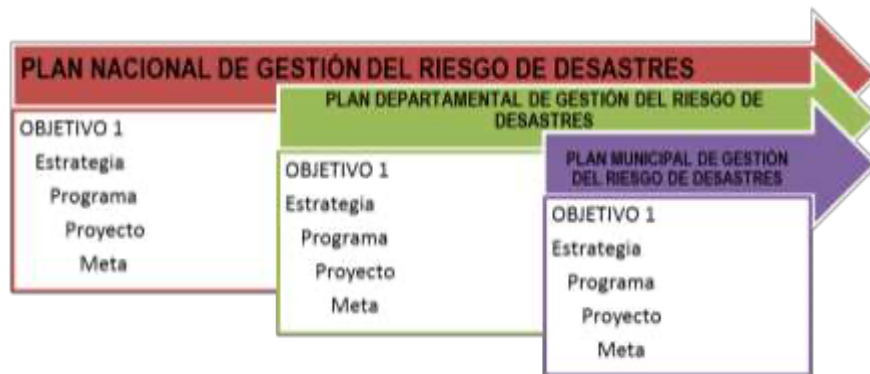 PLAN NACIONAL DE GESTIÓN DEL RIESGO DE DESASTRES
OBJETIVO 1
Estrategia
Programa
Proyecto
Meta
PLAN DEPARTAMENTAL DE GESTIÓN DEL RIESGO DE
DESASTRES
OBJETIVO 1
Estrategia
Programa
Proyecto
Meta
PLAN MUNICIPAL DE GESTIÓN
DEL RIESGO DE DESASTRES
OBJETIVO 1
Estrategia
Programa
Proyecto
Meta